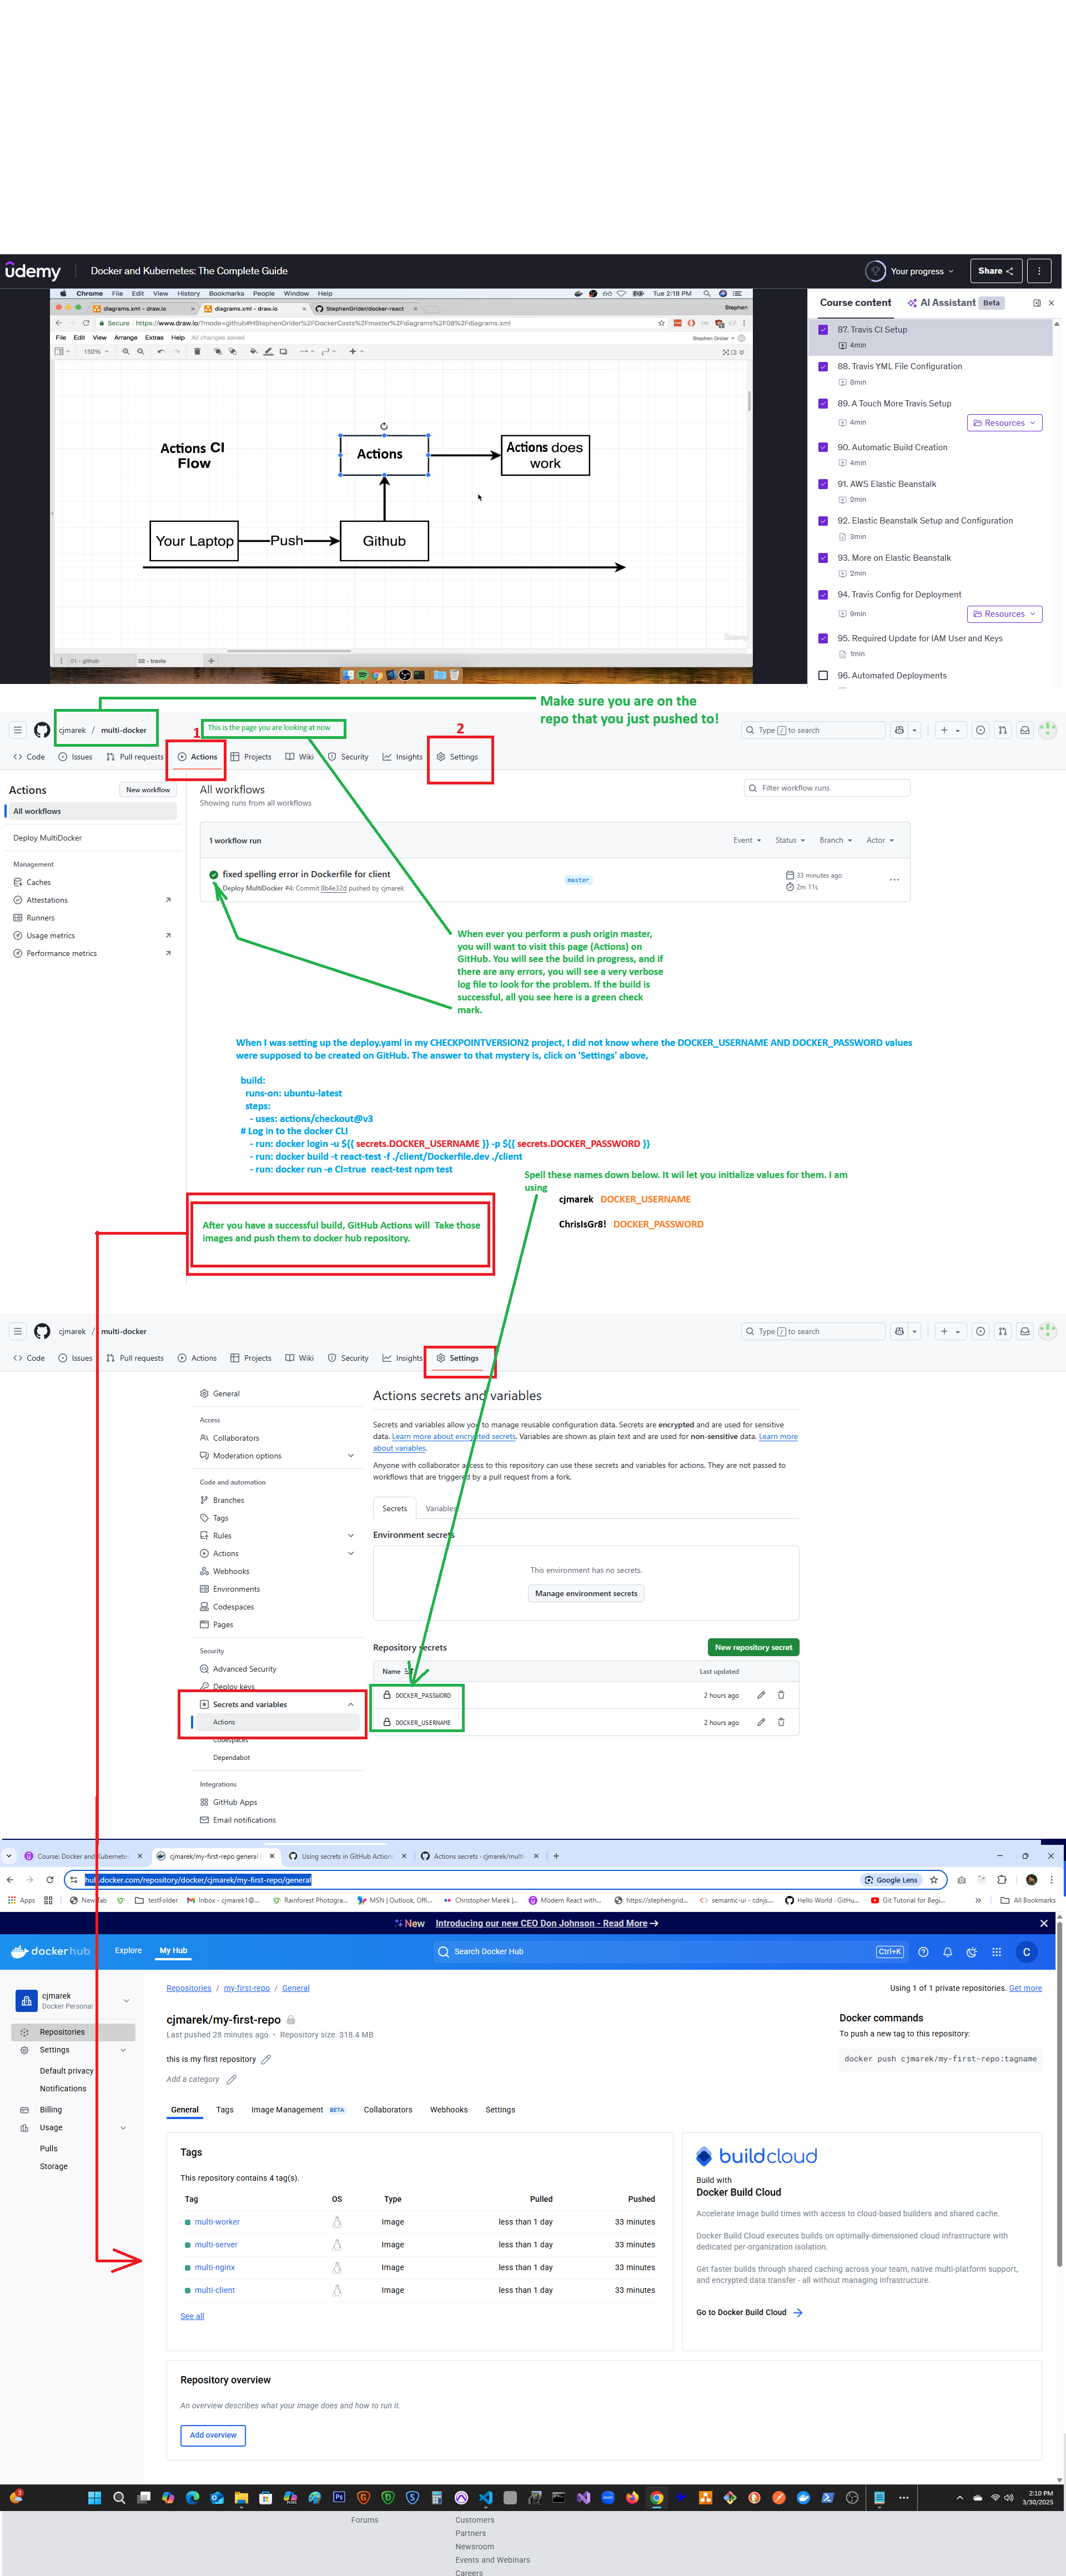 ûdemy
Docker and Kubernetes: The Complete Guide
Your progress
Share
Chrome File Edit View History Bookmarks People Window Help
Tue 2:18 PM
diagrams.xml - draw.io
diagrams.xml - draw.io
StephenGrider/docker-react
Stephen
Secure
https://www.draw.io/?mode=github#HStephenGrider%2FDockerCasts%2Fmaster%2Fdiagrams%2F08%2Fdiagrams.xml
File Edit View Arrange Extras Help All changes saved
Stephen Grider
150%
Actions CI
Flow
Actions
Actions does
work
Your Laptop
Push
Github
ûdemy
01 - github
02 - travis
Course content
AI Assistant
Beta
87. Travis CI Setup
4min
88. Travis YML File Configuration
8min
89. A Touch More Travis Setup
4min
Resources
90. Automatic Build Creation
4min
91. AWS Elastic Beanstalk
2min
92. Elastic Beanstalk Setup and Configuration
3min
93. More on Elastic Beanstalk
2min
94. Travis Config for Deployment
9min
Resources
95. Required Update for IAM User and Keys
1min
96. Automated Deployments
Make sure you are on the
repo that you just pushed to!
cjmarek / multi-docker
This is the page you are looking at now
1
2
Type / to search
Code Issues Pull requests Actions Projects Wiki Security Insights Settings
Actions
New workflow
All workflows
Deploy MultiDocker
Management
Caches
Attestations
Runners
Usage metrics
Performance metrics
All workflows
Showing runs from all workflows
Filter workflow runs
1 workflow run
Event Status Branch Actor
fixed spelling error in Dockerfile for client
Deploy MultiDocker #4: Commit 8b4e32d pushed by cjmarek
master
33 minutes ago
2m 11s
When ever you perform a push origin master,
you will want to visit this page (Actions) on
GitHub. You will see the build in progress, and if
there are any errors, you will see a very verbose
log file to look for the problem. If the build is
successful, all you see here is a green check
mark.
When I was setting up the deploy.yaml in my CHECKPOINTVERSION2 project, I did not know where the DOCKER_USERNAME AND DOCKER_PASSWORD values
were supposed to be created on GitHub. The answer to that mystery is, click on 'Settings' above,
build:
runs-on: ubuntu-latest
steps:
- uses: actions/checkout@v3
# Log in to the docker CLI
- run: docker login -u ${{ secrets.DOCKER_USERNAME }} -p ${{ secrets.DOCKER_PASSWORD }}
- run: docker build -t react-test -f ./client/Dockerfile.dev ./client
- run: docker run -e CI=true react-test npm test
Spell these names down below. It wil let you initialize values for them. I am
using
cjmarek DOCKER_USERNAME
ChrisIsGr8! DOCKER_PASSWORD
After you have a successful build, GitHub Actions will Take those
images and push them to docker hub repository.
cjmarek / multi-docker
Type / to search
Code Issues Pull requests Actions Projects Wiki Security Insights Settings
General
Access
Collaborators
Moderation options
Code and automation
Branches
Tags
Rules
Actions
Webhooks
Environments
Codespaces
Pages
Security
Advanced Security
Deploy keys
Secrets and variables
Actions
Codespaces
Dependabot
Integrations
GitHub Apps
Email notifications
Actions secrets and variables
Secrets and variables allow you to manage reusable configuration data. Secrets are encrypted and are used for sensitive
data. Learn more about encrypted secrets. Variables are shown as plain text and are used for non-sensitive data. Learn more
about variables.
Anyone with collaborator access to this repository can use these secrets and variables for actions. They are not passed to
workflows that are triggered by a pull request from a fork.
Secrets Variables
Environment secrets
This environment has no secrets.
Manage environment secrets
Repository secrets
New repository secret
Name
Last updated
DOCKER_PASSWORD
2 hours ago
DOCKER_USERNAME
2 hours ago
Course: Docker and Kubernetes
cjmarek/my-first-repo general
Using secrets in GitHub Action
Actions secrets · cjmarek/multi-
hub.docker.com/repository/docker/cjmarek/my-first-repo/general
Google Lens
Apps
New Tab
testFolder
Inbox - cjmarek1@...
Rainforest Photogra...
MSN | Outlook, Offi...
Christopher Marek |...
Modern React with...
https://stephengrid...
semantic-ui - cdnjs....
Hello World · GitHu...
Git Tutorial for Begi...
All Bookmarks
New
Introducing our new CEO Don Johnson - Read More
dockerhub
Explore
My Hub
Search Docker Hub
Ctrl+K
C
cjmarek
Docker Personal
Repositories
Settings
Default privacy
Notifications
Billing
Usage
Pulls
Storage
Repositories / my-first-repo / General
Using 1 of 1 private repositories. Get more
cjmarek/my-first-repo
Last pushed 28 minutes ago • Repository size: 318.4 MB
this is my first repository
Add a category
Docker commands
To push a new tag to this repository:
docker push cjmarek/my-first-repo:tagname
General Tags Image Management BETA Collaborators Webhooks Settings
Tags
This repository contains 4 tag(s).
Tag OS Type Pulled Pushed
multi-worker Image less than 1 day 33 minutes
multi-server Image less than 1 day 33 minutes
multi-nginx Image less than 1 day 33 minutes
multi-client Image less than 1 day 33 minutes
See all
buildcloud
Build with
Docker Build Cloud
Accelerate image build times with access to cloud-based builders and shared cache.
Docker Build Cloud executes builds on optimally-dimensioned cloud infrastructure with
dedicated per-organization isolation.
Get faster builds through shared caching across your team, native multi-platform support,
and encrypted data transfer - all without managing infrastructure.
Go to Docker Build Cloud
Repository overview
An overview describes what your image does and how to run it.
Add overview
3
2:10 PM
3/30/2025
Forums
Customers
Partners
Newsroom
Events and Webinars
Careers